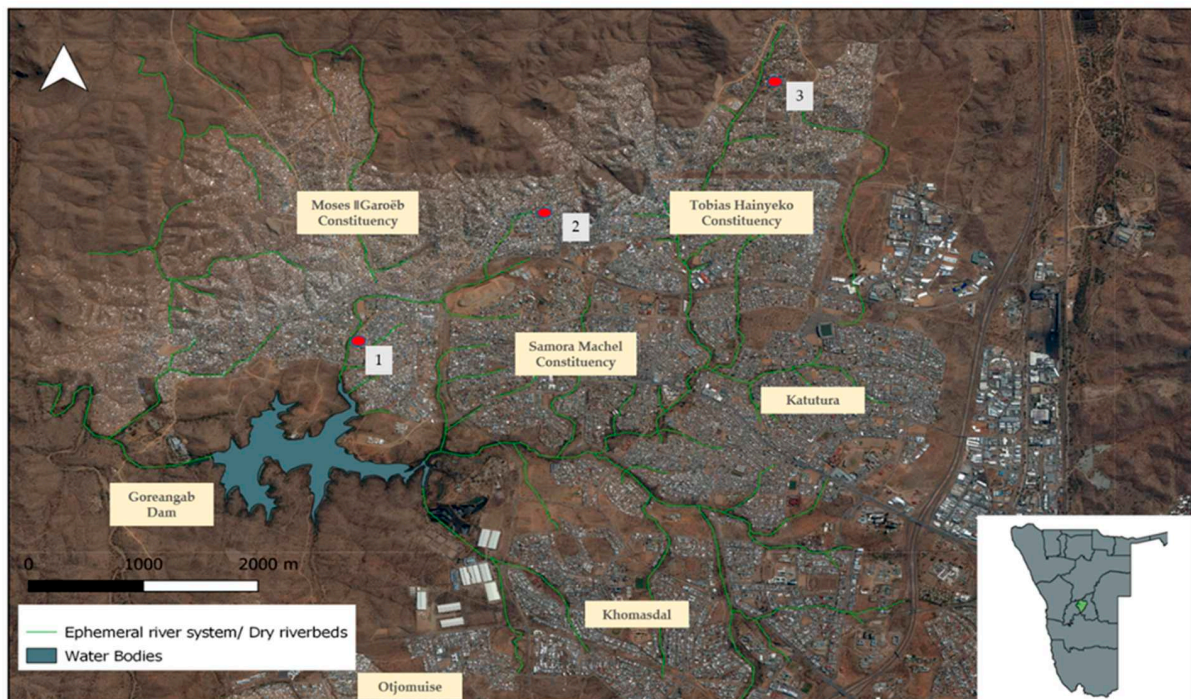 3
Moses ǁGaroëb
Constituency
2
Tobias Hainyeko
Constituency
1
Samora Machel
Constituency
Katutura
Goreangab
Dam
0 1000 2000 m
Khomasdal
Ephemeral river system/ Dry riverbeds
Water Bodies
Otjomuise